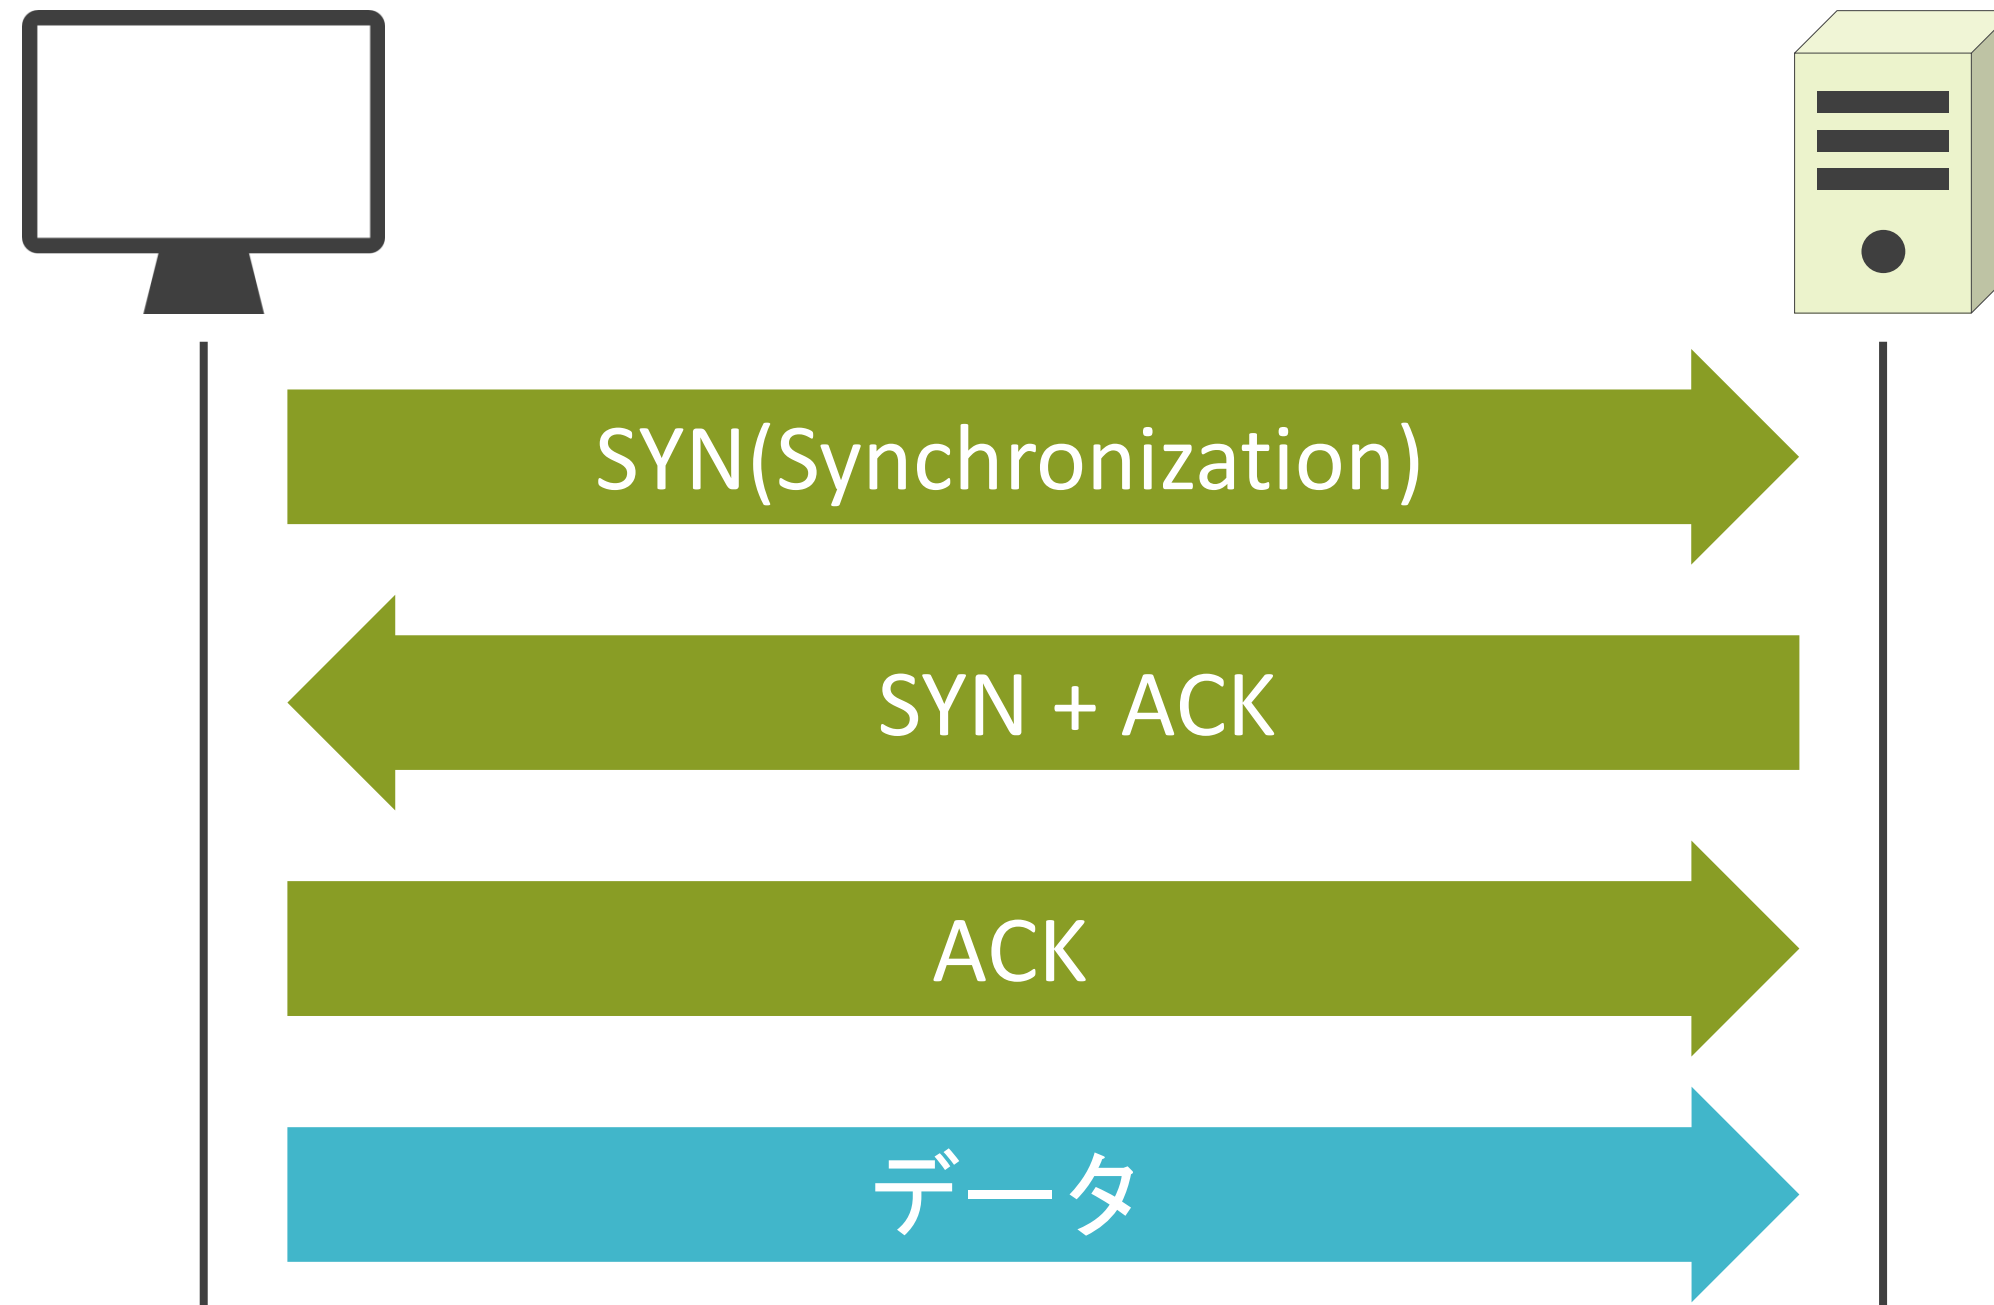 SYN(Synchronization)
SYN + ACK
ACK
データ